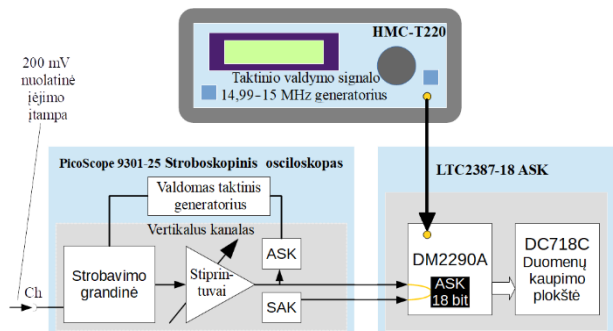 HMC-T220
200 mV
nuolatinė
įėjimo
įtampa
Taktinio valdymo signalo
14,99-15 MHz generatorius
PicoScope 9301-25 Stroboskopinis osciloskopas
LTC2387-18 ASK
Valdomas taktinis
generatorius
Vertikalus kanalas
Ch
Strobavimo
grandinė
Stiprin-
tuvai
ASK
SAK
DM2290A
ASK
18 bit
DC718C
Duomenų
kaupimo
plokštė